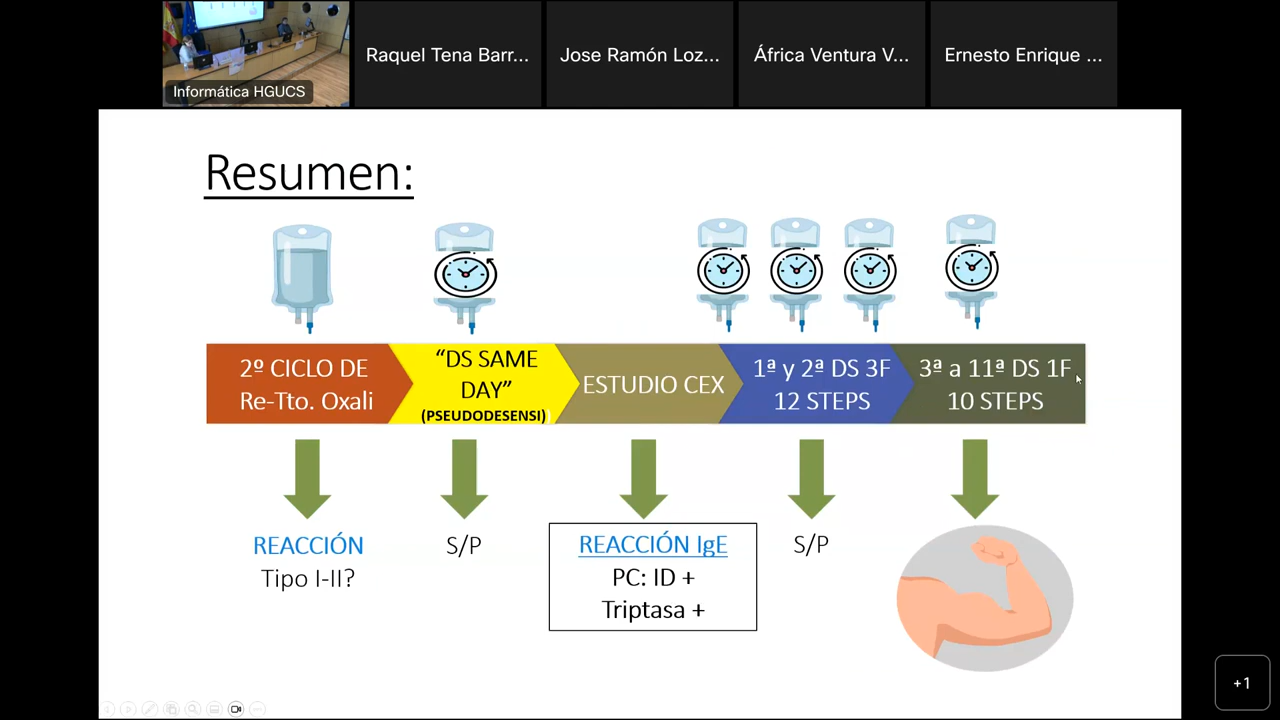 Raquel Tena Barr...
Jose Ramón Loz...
África Ventura V...
Ernesto Enrique ...
Informática HGUCS
Resumen:
2º CICLO DE
Re-Tto. Oxali
“DS SAME
DAY”
(PSEUDODESENSI)
ESTUDIO CEX
1ª y 2ª DS 3F
12 STEPS
3ª a 11ª DS 1F
10 STEPS
REACCIÓN
Tipo I-II?
S/P
REACCIÓN IgE
PC: ID +
Triptasa +
S/P
+1